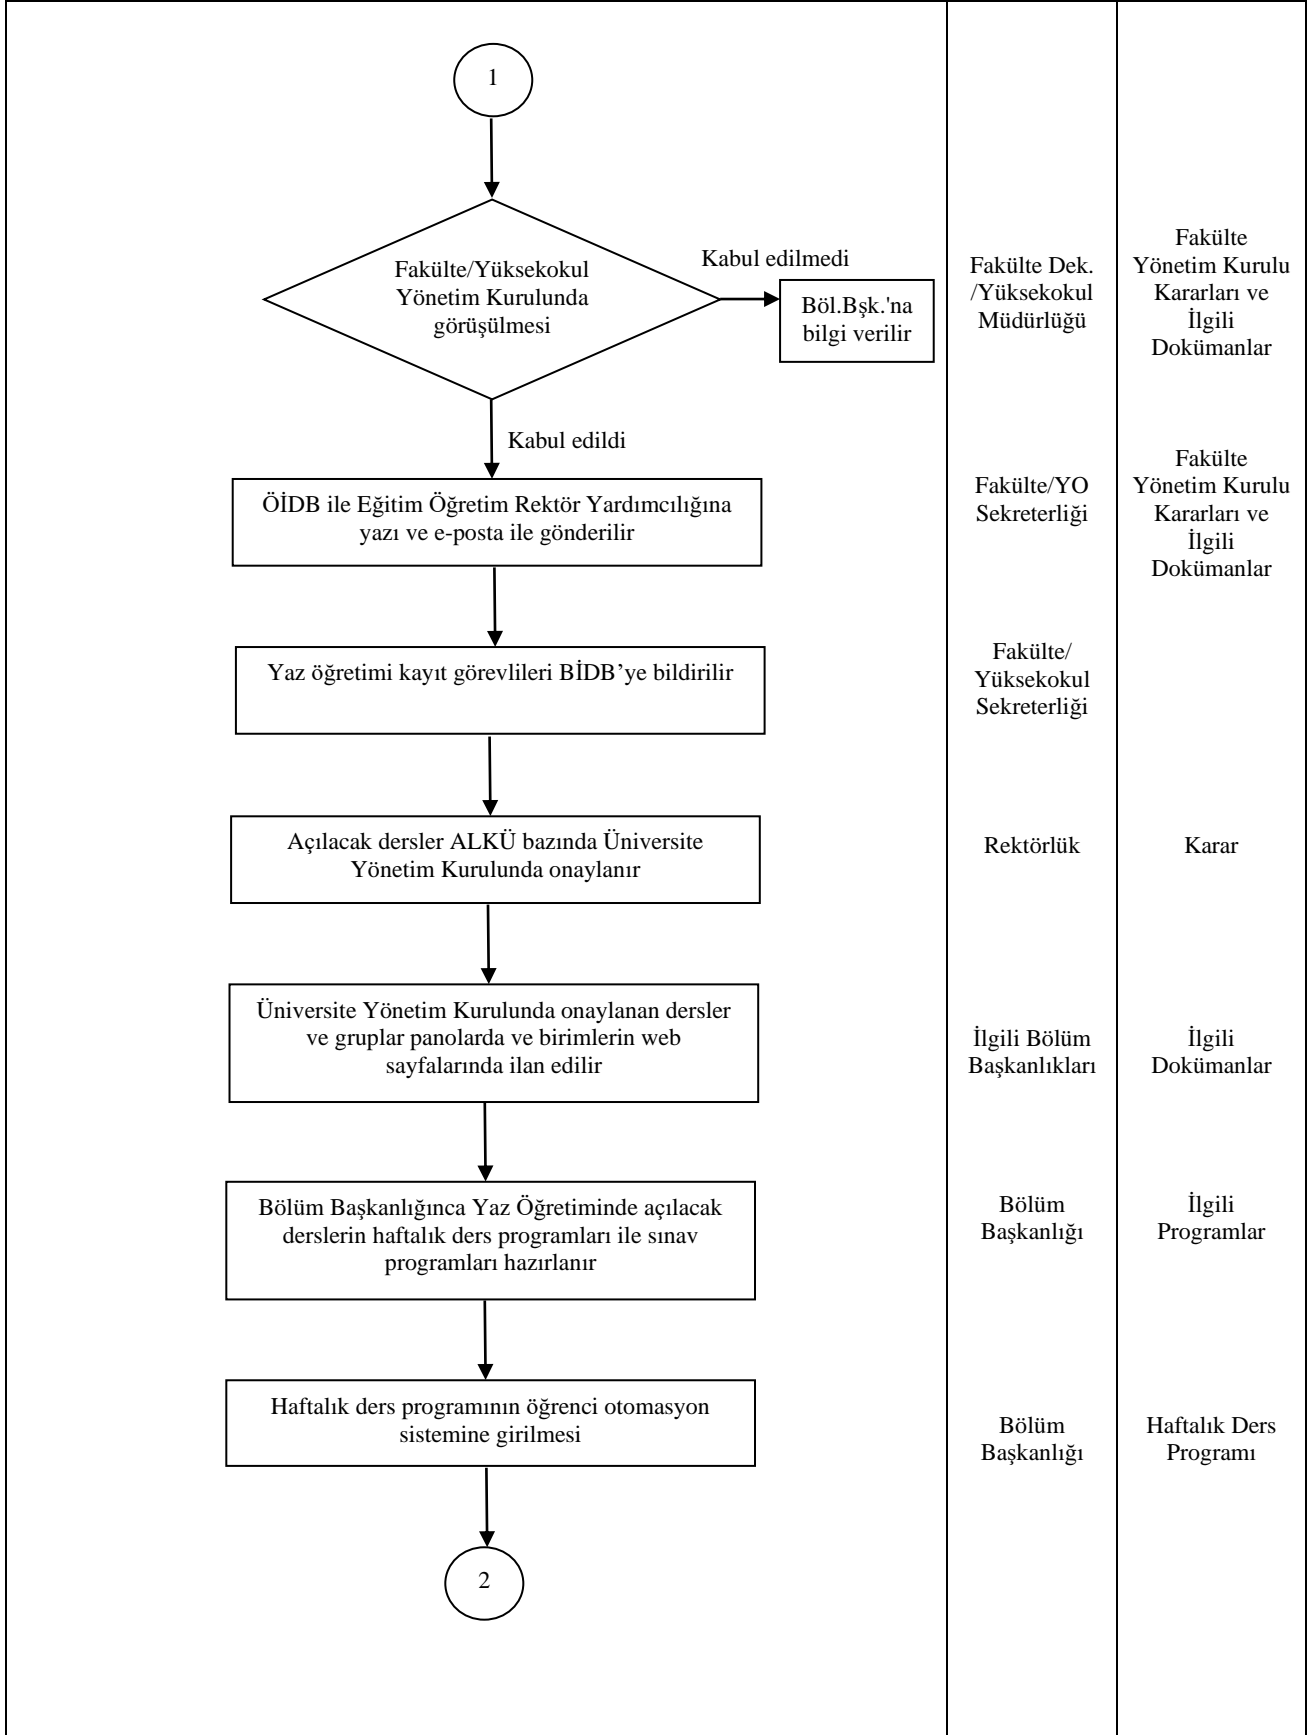 1
Fakülte/Yüksekokul
Yönetim Kurulunda
görüşülmesi
Kabul edilmedi
Böl.Bşk.'na
bilgi verilir
Fakülte Dek.
/Yüksekokul
Müdürlüğü
Fakülte
Yönetim Kurulu
Kararları ve
İlgili
Dokümanlar
Kabul edildi
ÖİDB ile Eğitim Öğretim Rektör Yardımcılığına
yazı ve e-posta ile gönderilir
Fakülte/YO
Sekreterliği
Fakülte
Yönetim Kurulu
Kararları ve
İlgili
Dokümanlar
Yaz öğretimi kayıt görevlileri BİDB’ye bildirilir
Fakülte/
Yüksekokul
Sekreterliği
Açılacak dersler ALKÜ bazında Üniversite
Yönetim Kurulunda onaylanır
Rektörlük
Karar
Üniversite Yönetim Kurulunda onaylanan dersler
ve gruplar panolarda ve birimlerin web
sayfalarında ilan edilir
İlgili Bölüm
Başkanlıkları
İlgili
Dokümanlar
Bölüm Başkanlığınca Yaz Öğretiminde açılacak
derslerin haftalık ders programları ile sınav
programları hazırlanır
Bölüm
Başkanlığı
İlgili
Programlar
Haftalık ders programının öğrenci otomasyon
sistemine girilmesi
Bölüm
Başkanlığı
Haftalık Ders
Programı
2